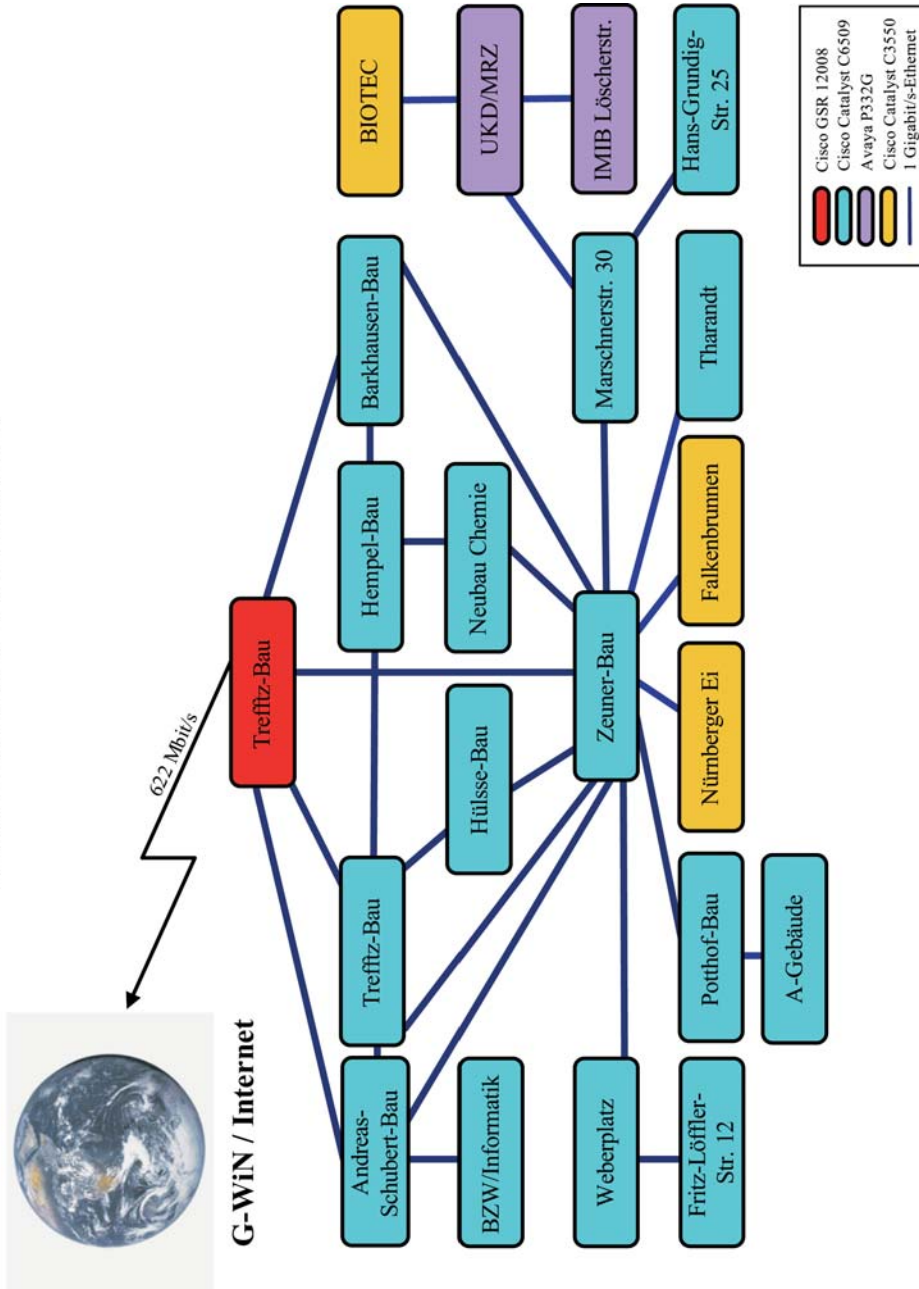 G-WiN / Internet
622 Mbit/s
Trefftz-Bau
Andreas-
Schubert-Bau
Trefftz-Bau
Hempel-Bau
Barkhausen-Bau
BIOTEC
BZW/Informatik
Hülsse-Bau
Neubau Chemie
UKD/MRZ
Weberplatz
Zeuner-Bau
Marschnerstr. 30
IMIB Löscherstr.
Fritz-Löffler-
Str. 12
Potthof-Bau
Nürnberger Ei
Falkenbrunnen
Tharandt
Hans-Grundig-
Str. 25
A-Gebäude
Cisco GSR 12008
Cisco Catalyst C6509
Avaya P332G
Cisco Catalyst C3550
1 Gigabit/s-Ethernet